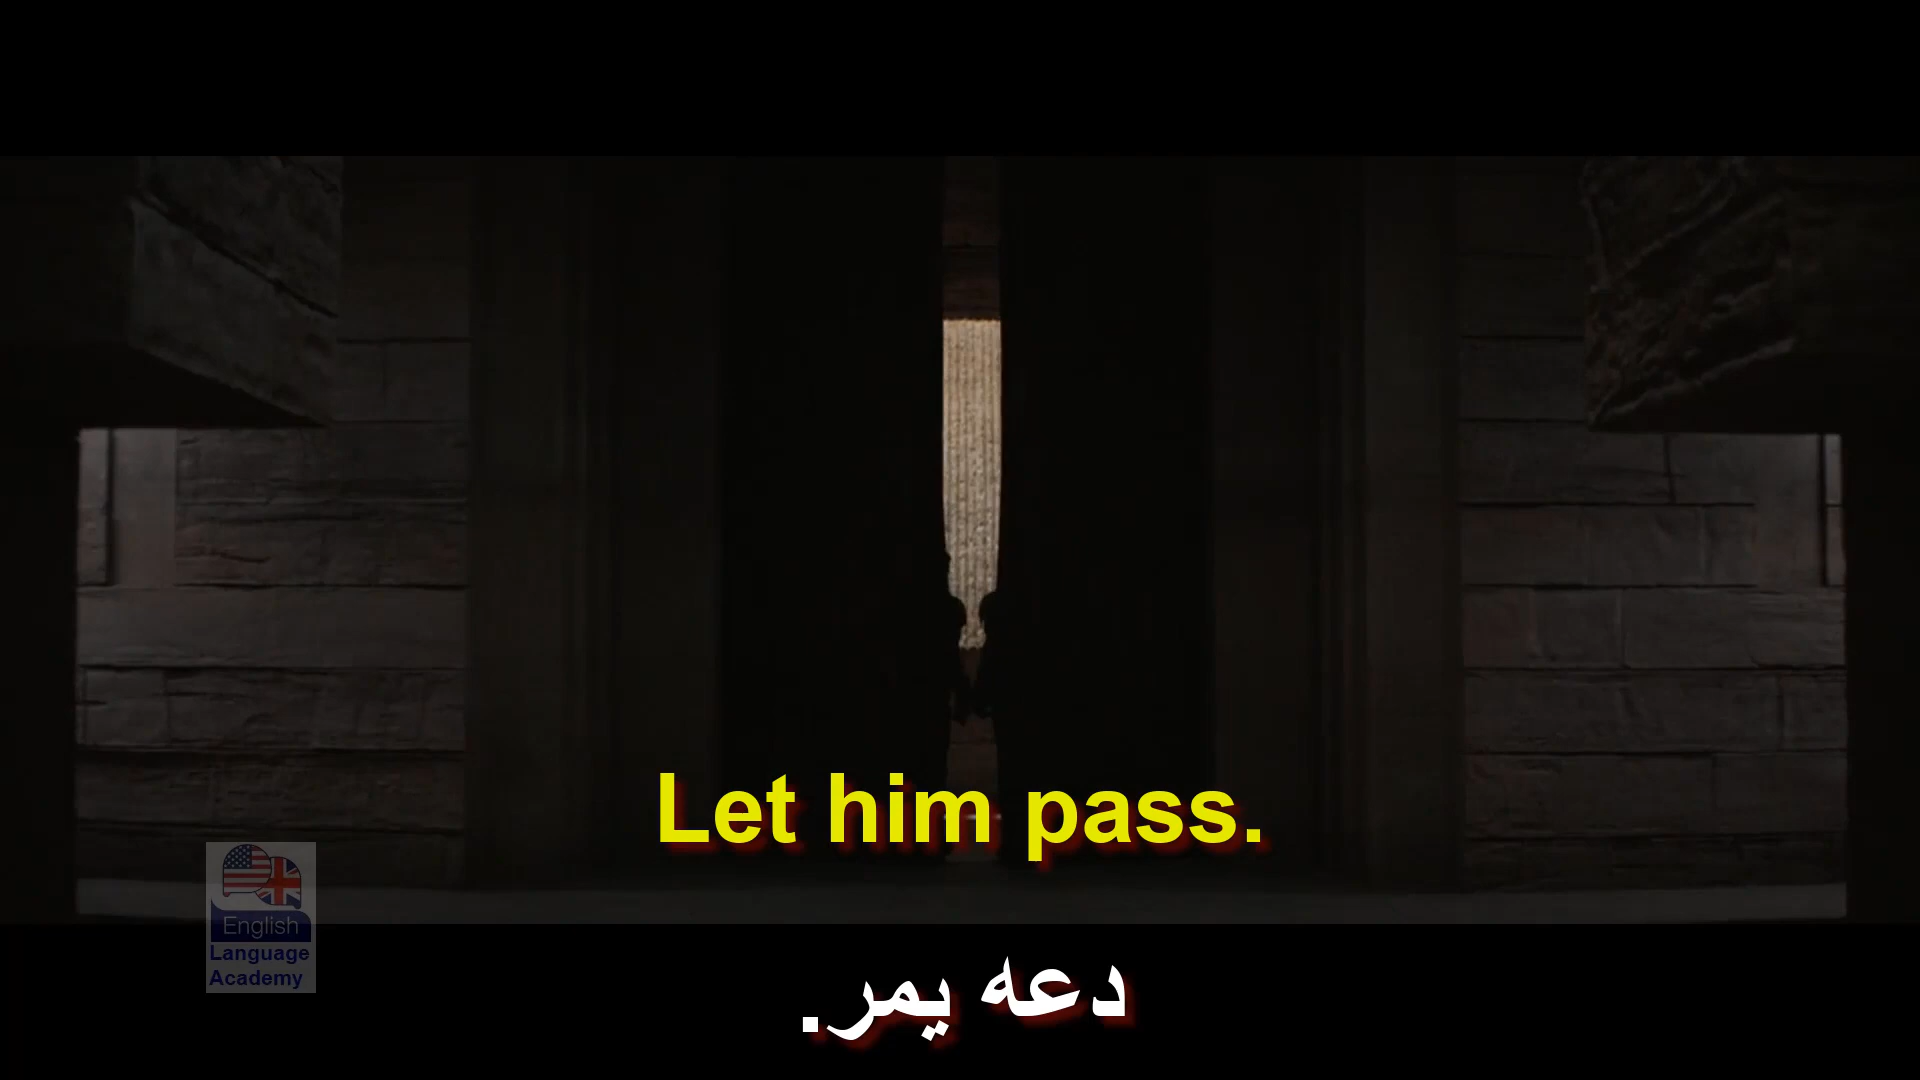 Let him pass.
English
Language
Academy
دعه يمر.